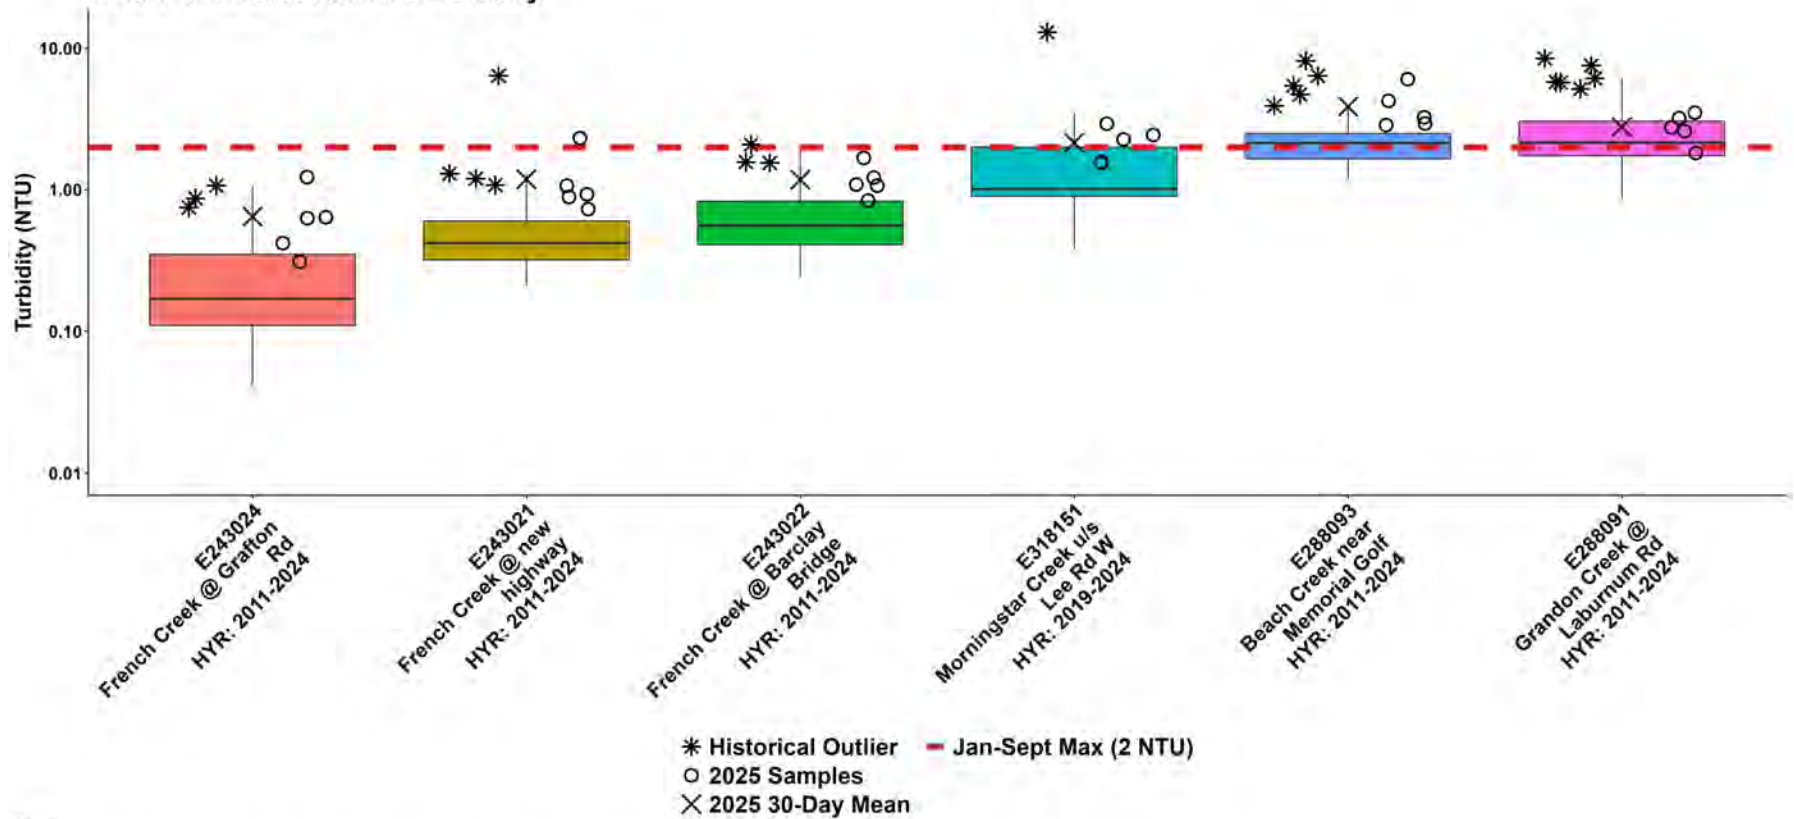 10.00
1.00
0.10
0.01
Turbidity (NTU)
E243024
French Creek @ Grafton
Rd
HYR: 2011-2024
E243021
French Creek @ new
highway
HYR: 2011-2024
E243022
French Creek @ Barclay
Bridge
HYR: 2011-2024
E318151
Morningstar Creek u/s
Lee Rd W
HYR: 2019-2024
E288093
Beach Creek near
Memorial Golf
HYR: 2011-2024
E288091
Grandon Creek @
Laburnum Rd
HYR: 2011-2024
Historical Outlier
Jan-Sept Max (2 NTU)
2025 Samples
2025 30-Day Mean